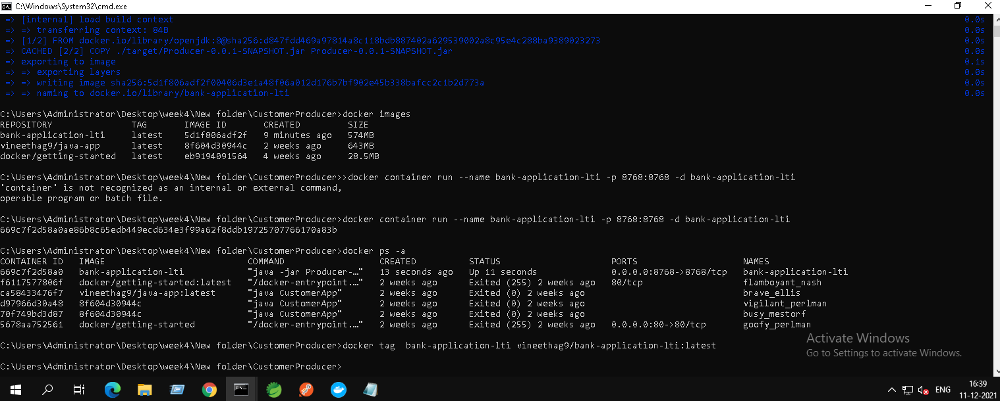 C:\Windows\System32\cmd.exe
=> [internal] load build context 0.0s
=> => transferring context: 84B 0.0s
=> [1/2] FROM docker.io/library/openjdk:8@sha256:d847fdd469a97814a8c118bdb887402a629539002a8c95e4c288ba9389023273 0.0s
=> CACHED [2/2] COPY ./target/Producer-0.0.1-SNAPSHOT.jar Producer-0.0.1-SNAPSHOT.jar 0.0s
=> exporting to image 0.1s
=> => exporting layers 0.0s
=> => writing image sha256:5d1f806adf2f00406d3e1a48f06a012d176b7bf902e45b338bafcc2c1b2d773a 0.0s
=> => naming to docker.io/library/bank-application-lti 0.0s
C:\Users\Administrator\Desktop\week4\New folder\CustomerProducer>docker images
REPOSITORY TAG IMAGE ID CREATED SIZE
bank-application-lti latest 5d1f806adf2f 9 minutes ago 574MB
vineethag9/java-app latest 8f604d30944c 2 weeks ago 643MB
docker/getting-started latest eb9194091564 4 weeks ago 28.5MB
C:\Users\Administrator\Desktop\week4\New folder\CustomerProducer>>docker container run --name bank-application-lti -p 8768:8768 -d bank-application-lti
'container' is not recognized as an internal or external command,
operable program or batch file.
C:\Users\Administrator\Desktop\week4\New folder\CustomerProducer>docker container run --name bank-application-lti -p 8768:8768 -d bank-application-lti
669c7f2d58a0ae86b8c65edb449ecd634e3f99a62f8ddb19725707766170a83b
C:\Users\Administrator\Desktop\week4\New folder\CustomerProducer>docker ps -a
CONTAINER ID IMAGE COMMAND CREATED STATUS PORTS NAMES
669c7f2d58a0 bank-application-lti "java -jar Producer-…" 13 seconds ago Up 11 seconds 0.0.0.0:8768->8768/tcp bank-application-lti
f6117577806f docker/getting-started:latest "/docker-entrypoint.…" 2 weeks ago Exited (255) 2 weeks ago 80/tcp flamboyant_nash
ca58433476f7 vineethag9/java-app:latest "java CustomerApp" 2 weeks ago Exited (0) 2 weeks ago brave_ellis
d97966d30a48 8f604d30944c "java CustomerApp" 2 weeks ago Exited (0) 2 weeks ago vigilant_perlman
70f749bd3d87 8f604d30944c "java CustomerApp" 2 weeks ago Exited (0) 2 weeks ago busy_mestorf
5678aa752561 docker/getting-started "/docker-entrypoint.…" 2 weeks ago Exited (255) 2 weeks ago 0.0.0.0:80->80/tcp goofy_perlman
C:\Users\Administrator\Desktop\week4\New folder\CustomerProducer>docker tag  bank-application-lti vineethag9/bank-application-lti:latest
C:\Users\Administrator\Desktop\week4\New folder\CustomerProducer>
Activate Windows
Go to Settings to activate Windows.
ENG
16:39
11-12-2021